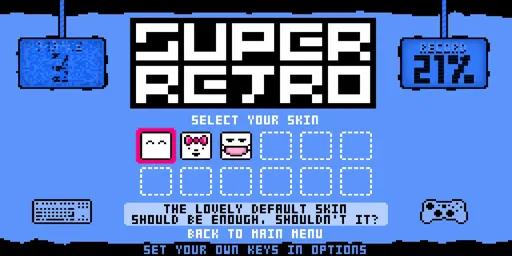 SUPER
RETRO
RECORD
21%
SELECT YOUR SKIN
THE LOVELY DEFAULT SKIN
SHOULD BE ENOUGH, SHOULDN'T IT?
BACK TO MAIN MENU
SET YOUR OWN KEYS IN OPTIONS